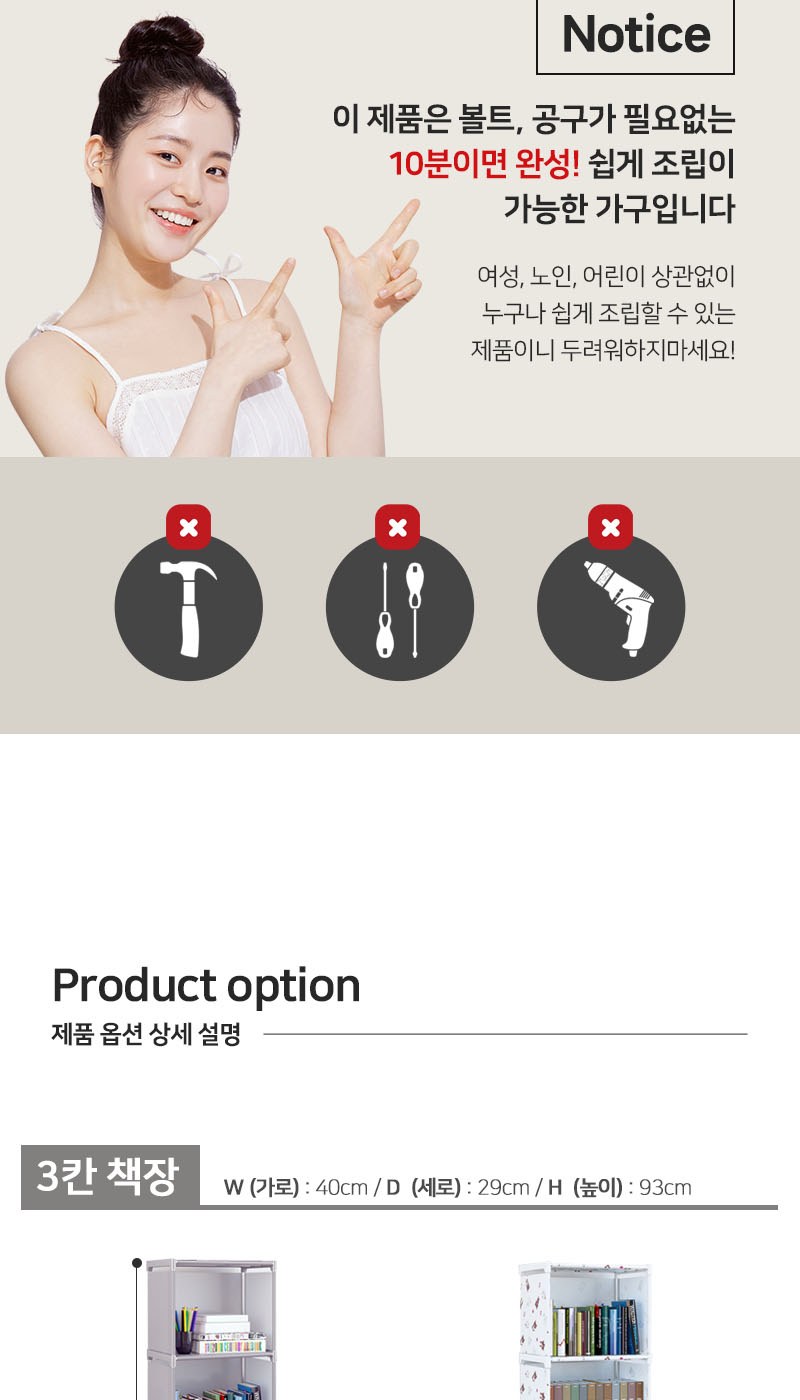 Notice
이 제품은 볼트, 공구가 필요없는
10분이면 완성! 쉽게 조립이
가능한 가구입니다
여성, 노인, 어린이 상관없이
누구나 쉽게 조립할 수 있는
제품이니 두려워하지마세요!
Product option
제품 옵션 상세 설명
3칸 책장
W (가로) : 40cm / D (세로) : 29cm / H (높이) : 93cm